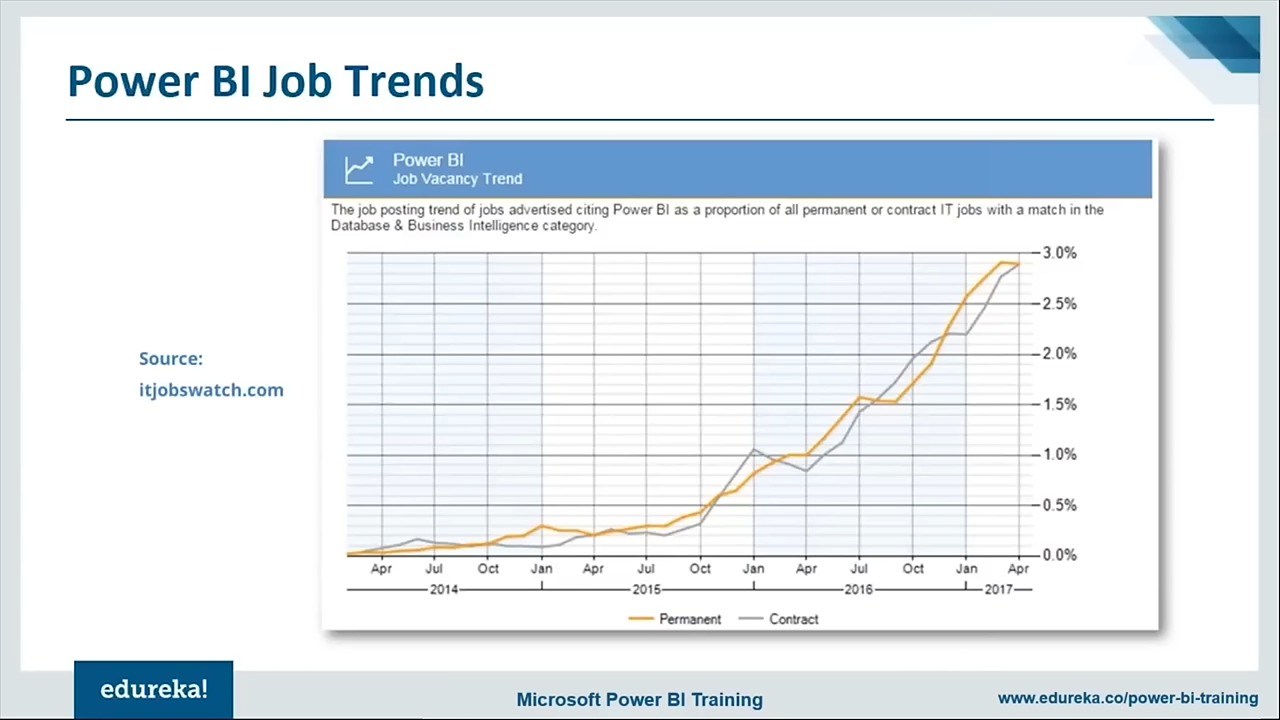 Power BI Job Trends
Power BI
Job Vacancy Trend
The job posting trend of jobs advertised citing Power BI as a proportion of all permanent or contract IT jobs with a match in the
Database & Business Intelligence category.
3.0%
2.5%
2.0%
1.5%
1.0%
0.5%
0.0%
Apr Jul Oct Jan Apr Jul Oct Jan Apr Jul Oct Jan Apr
2014 2015 2016 2017
Permanent Contract
Source:
itjobswatch.com
edureka!
Microsoft Power BI Training
www.edureka.co/power-bi-training